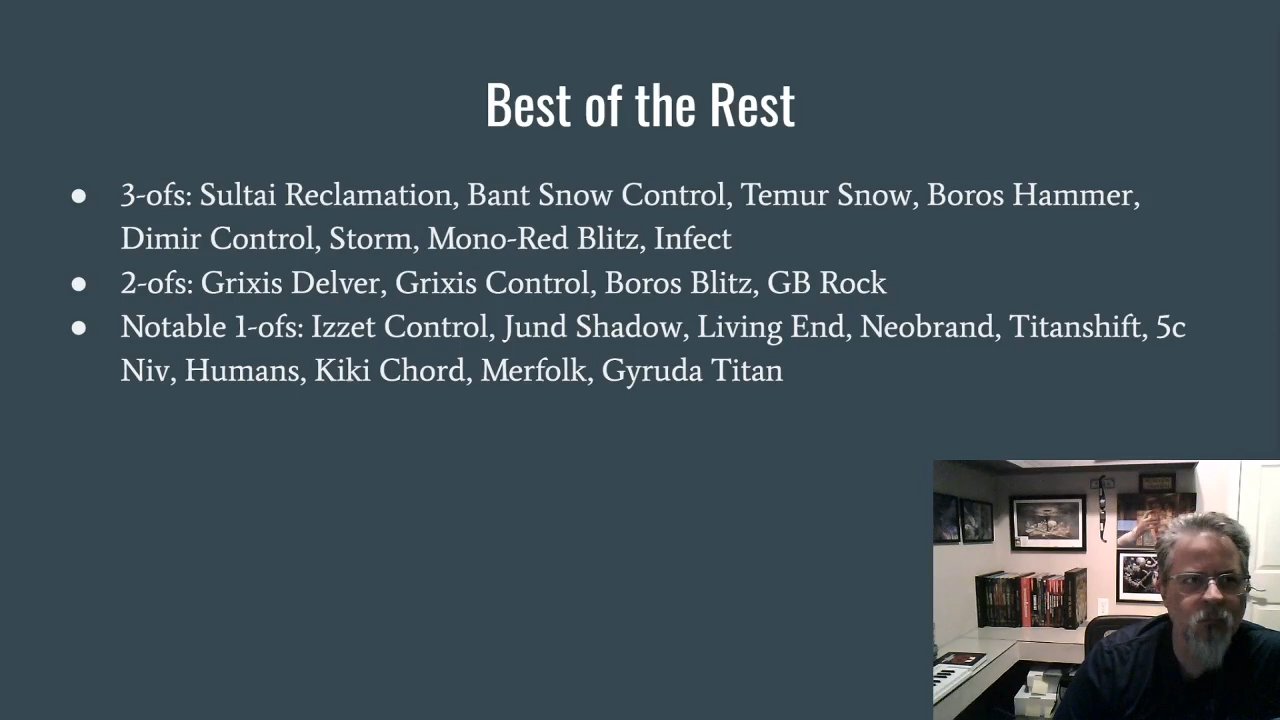 Best of the Rest
● 3-ofs: Sultai Reclamation, Bant Snow Control, Temur Snow, Boros Hammer,
Dimir Control, Storm, Mono-Red Blitz, Infect
● 2-ofs: Grixis Delver, Grixis Control, Boros Blitz, GB Rock
● Notable 1-ofs: Izzet Control, Jund Shadow, Living End, Neobrand, Titanshift, 5c
Niv, Humans, Kiki Chord, Merfolk, Gyruda Titan